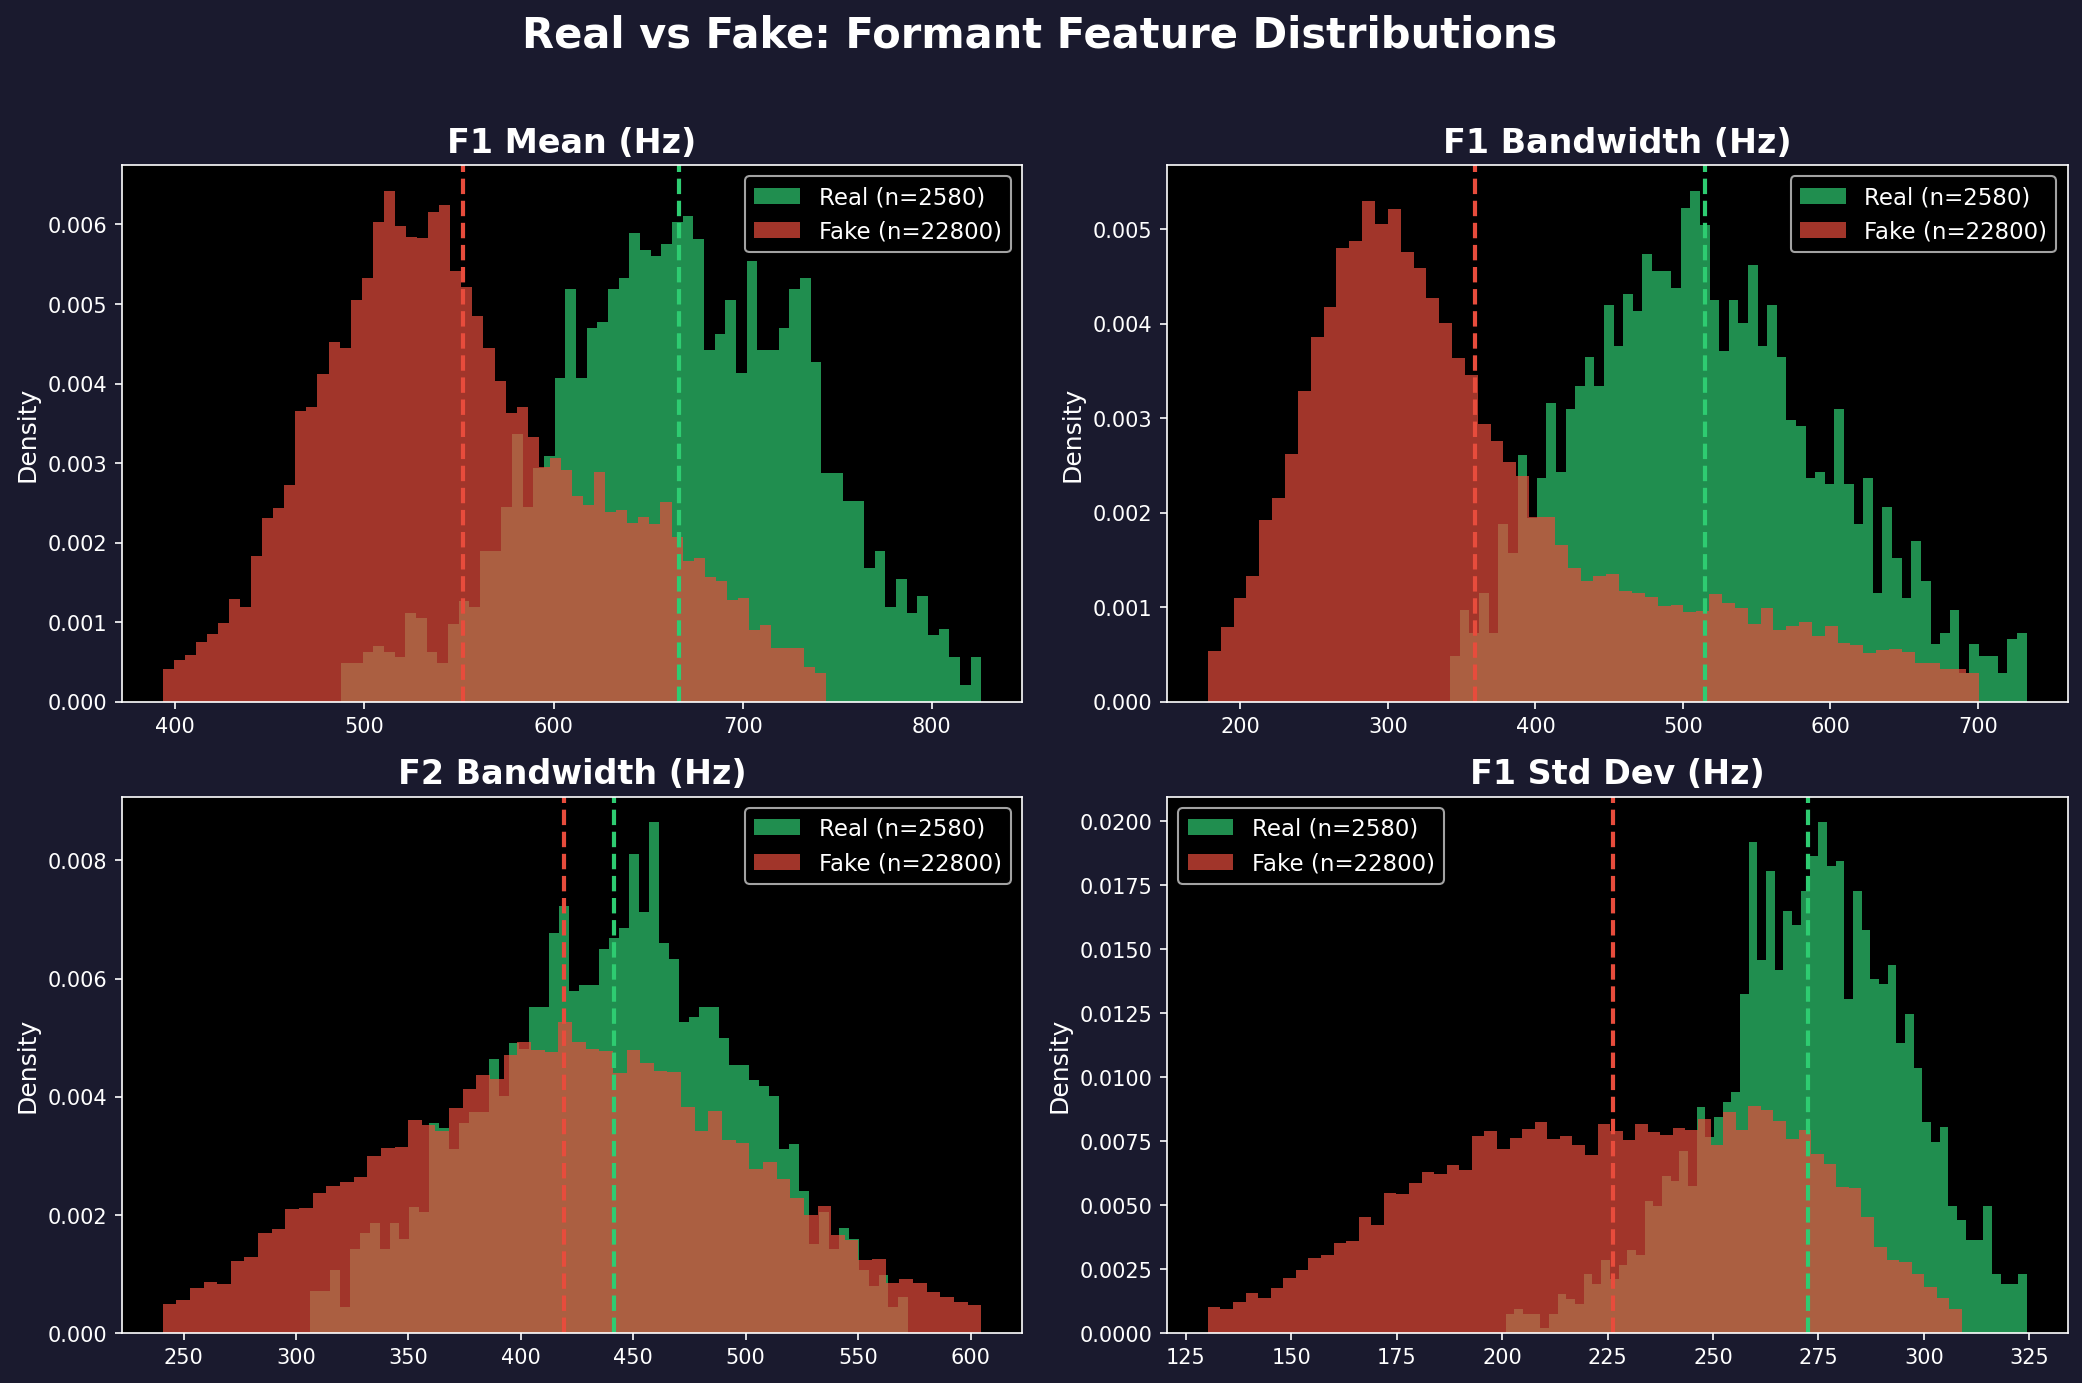 Real vs Fake: Formant Feature Distributions
F1 Mean (Hz)
Density
0.006
0.005
0.004
0.003
0.002
0.001
0.000
400 500 600 700 800
Real (n=2580)
Fake (n=22800)
F1 Bandwidth (Hz)
Density
0.005
0.004
0.003
0.002
0.001
0.000
200 300 400 500 600 700
Real (n=2580)
Fake (n=22800)
F2 Bandwidth (Hz)
Density
0.008
0.006
0.004
0.002
0.000
250 300 350 400 450 500 550 600
Real (n=2580)
Fake (n=22800)
F1 Std Dev (Hz)
Density
0.0200
0.0175
0.0150
0.0125
0.0100
0.0075
0.0050
0.0025
0.0000
125 150 175 200 225 250 275 300 325
Real (n=2580)
Fake (n=22800)